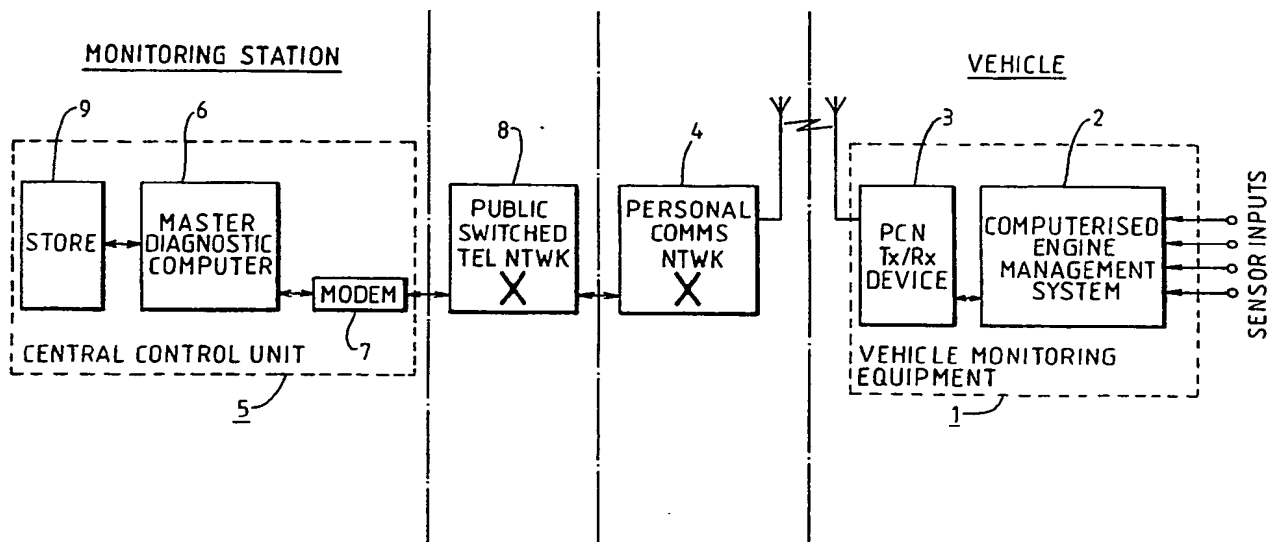 MONITORING STATION
VEHICLE
9
6
8
4
3
2
STORE
MASTER
DIAGNOSTIC
COMPUTER
MODEM
7
CENTRAL CONTROL UNIT
5
PUBLIC
SWITCHED
TEL NTWK
X
PERSONAL
COMMS
NTWK
X
PCN
Tx/Rx
DEVICE
COMPUTERISED
ENGINE
MANAGEMENT
SYSTEM
SENSOR INPUTS
VEHICLE MONITORING
EQUIPMENT
1